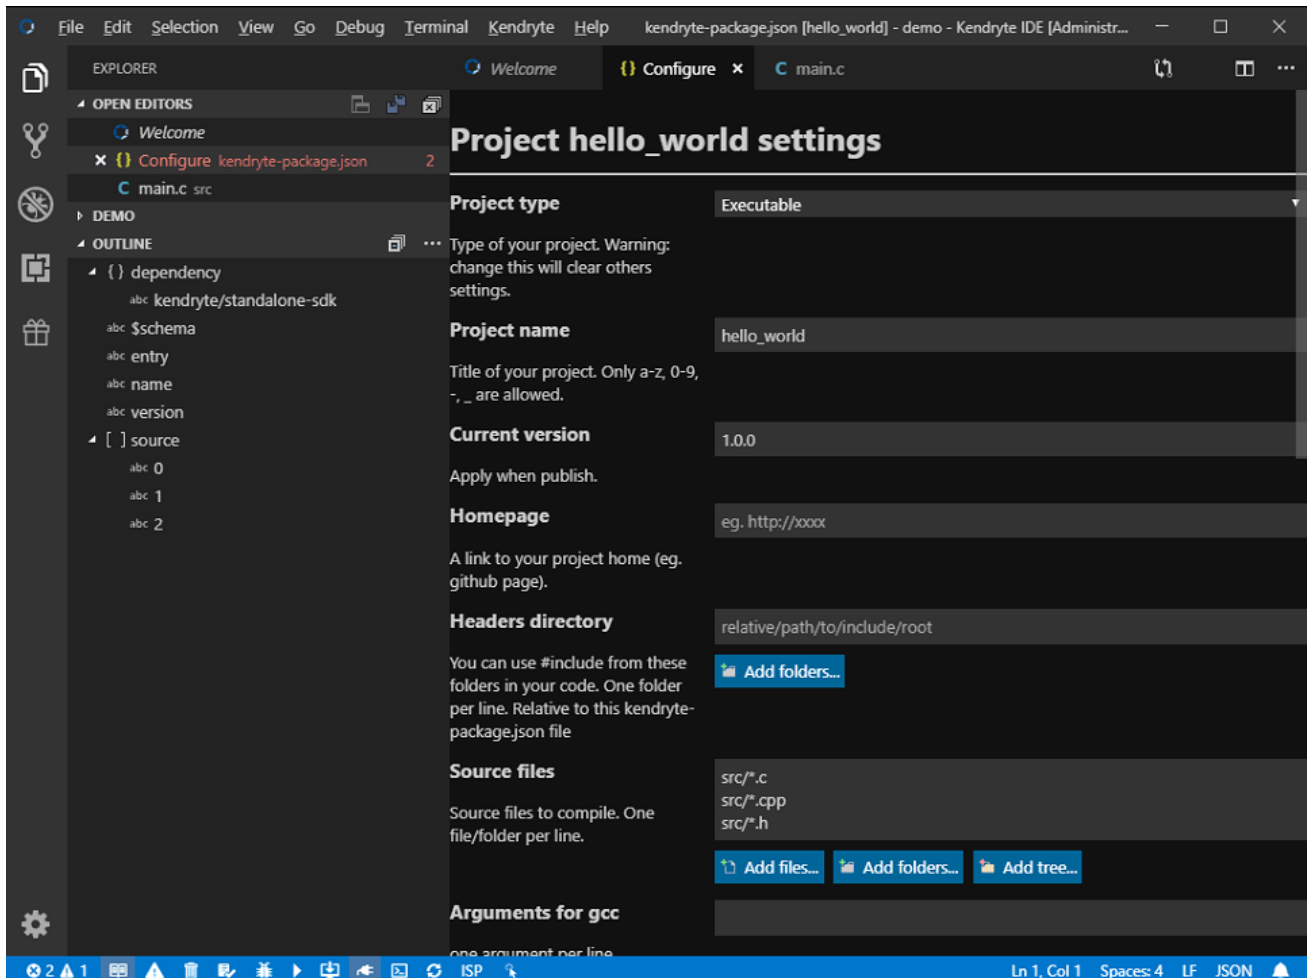 File Edit Selection View Go Debug Terminal Kendryte Help kendryte-package.json [hello_world] - demo - Kendryte IDE [Administr...
EXPLORER
Welcome
{} Configure
C main.c
OPEN EDITORS
Welcome
{} Configure kendryte-package.json 2
C main.c src
DEMO
OUTLINE
{} dependency
abc kendryte/standalone-sdk
abc $schema
abc entry
abc name
abc version
[ ] source
abc 0
abc 1
abc 2
Project hello_world settings
Project type
Executable
Type of your project. Warning:
change this will clear others
settings.
Project name
hello_world
Title of your project. Only a-z, 0-9,
-, _ are allowed.
Current version
1.0.0
Apply when publish.
Homepage
eg. http://xxxx
A link to your project home (eg.
github page).
Headers directory
relative/path/to/include/root
You can use #include from these
folders in your code. One folder
per line. Relative to this kendryte-
package.json file
Add folders...
Source files
src/*.c
src/*.cpp
src/*.h
Source files to compile. One
file/folder per line.
Add files... Add folders... Add tree...
Arguments for gcc
one argument per line
2 1 ISP Ln 1, Col 1 Spaces: 4 LF JSON